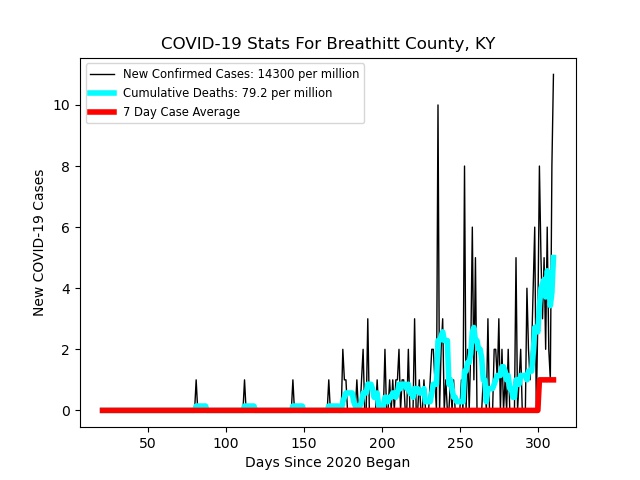 COVID-19 Stats For Breathitt County, KY
New Confirmed Cases: 14300 per million
Cumulative Deaths: 79.2 per million
7 Day Case Average
New COVID-19 Cases
10
8
6
4
2
0
50 100 150 200 250 300
Days Since 2020 Began